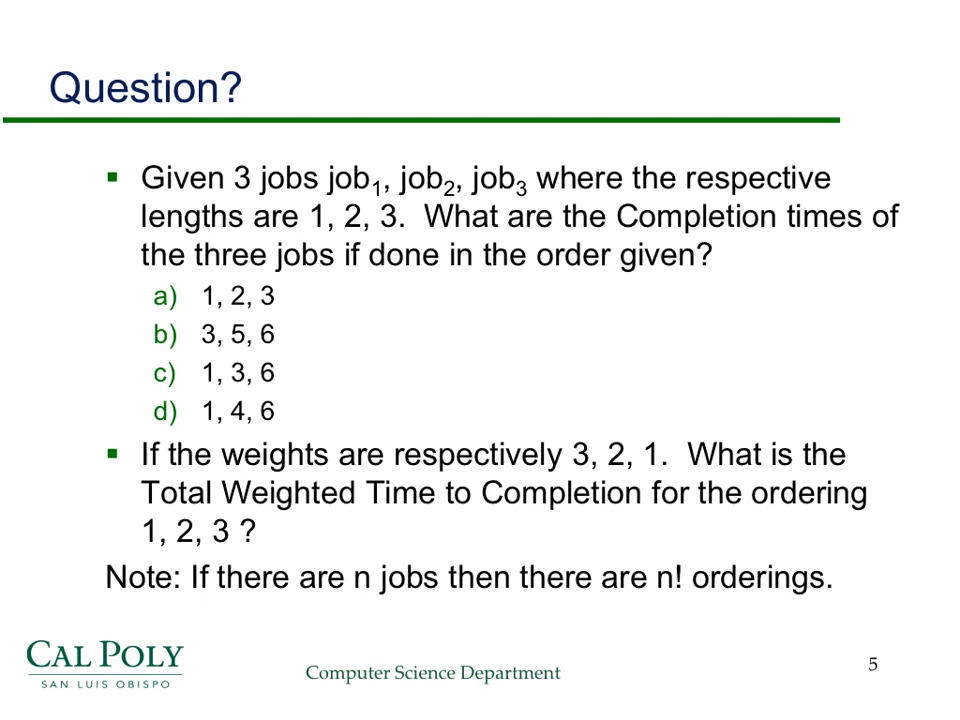 Question?
▪ Given 3 jobs job₁, job₂, job₃ where the respective
lengths are 1, 2, 3. What are the Completion times of
the three jobs if done in the order given?
a) 1, 2, 3
b) 3, 5, 6
c) 1, 3, 6
d) 1, 4, 6
▪ If the weights are respectively 3, 2, 1. What is the
Total Weighted Time to Completion for the ordering
1, 2, 3 ?
Note: If there are n jobs then there are n! orderings.
CAL POLY
SAN LUIS OBISPO
Computer Science Department
5